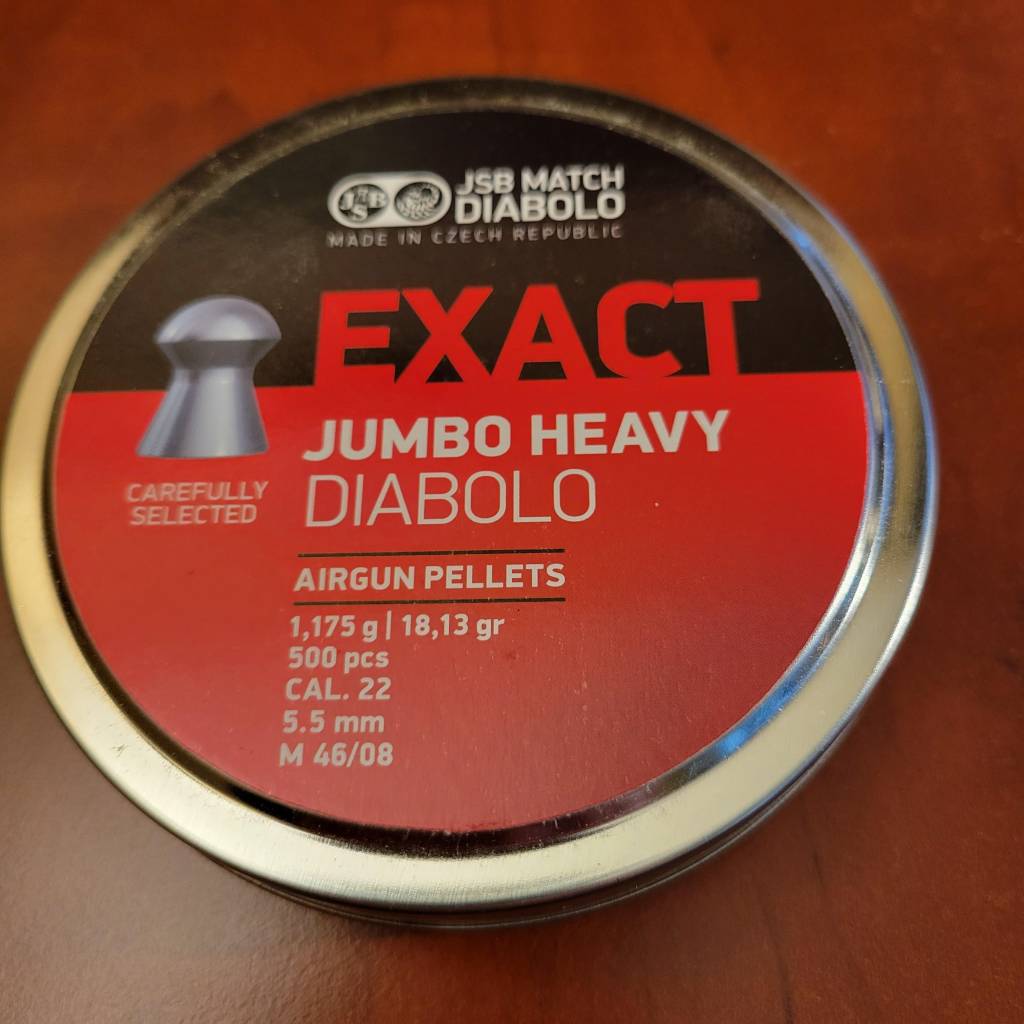 JSB
JSB MATCH
DIABOLO
MADE IN CZECH REPUBLIC
EXACT
JUMBO HEAVY
DIABOLO
CAREFULLY
SELECTED
AIRGUN PELLETS
1,175 g | 18,13 gr
500 pcs
CAL. 22
5.5 mm
M 46/08